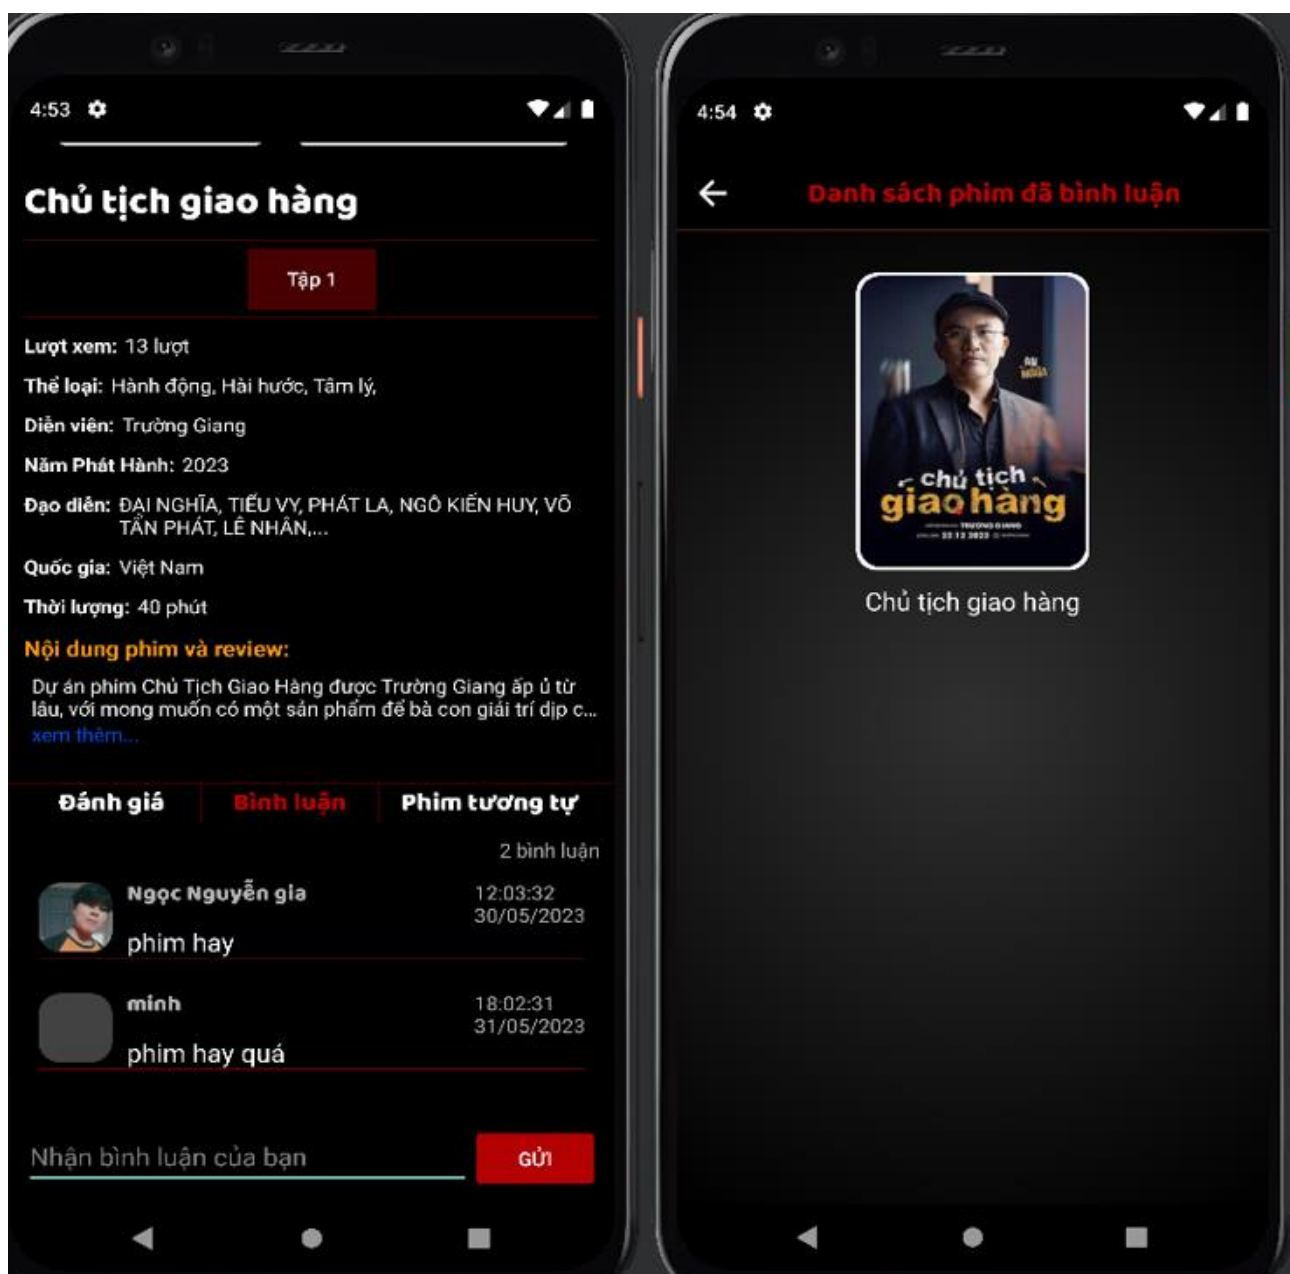 4:53
Chủ tịch giao hàng
Tập 1
Lượt xem: 13 lượt
Thể loại: Hành động, Hài hước, Tâm lý,
Diễn viên: Trường Giang
Năm Phát Hành: 2023
Đạo diễn: ĐẠI NGHĨA, TIỂU VY, PHÁT LA, NGÔ KIẾN HUY, VÕ
TẤN PHÁT, LÊ NHÂN,...
Quốc gia: Việt Nam
Thời lượng: 40 phút
Nội dung phim và review:
Dự án phim Chủ Tịch Giao Hàng được Trường Giang ấp ủ từ
lâu, với mong muốn có một sản phẩm để bà con giải trí dịp c...
xem thêm...
Đánh giá Bình luận Phim tương tự
2 bình luận
Ngọc Nguyễn gia 12:03:32
30/05/2023
phim hay
minh 18:02:31
31/05/2023
phim hay quá
Nhận bình luận của bạn GỬI
4:54
Danh sách phim đã bình luận
chủ tịch
giao hàng
TRƯỜNG GIANG
22 12 2022
Chủ tịch giao hàng